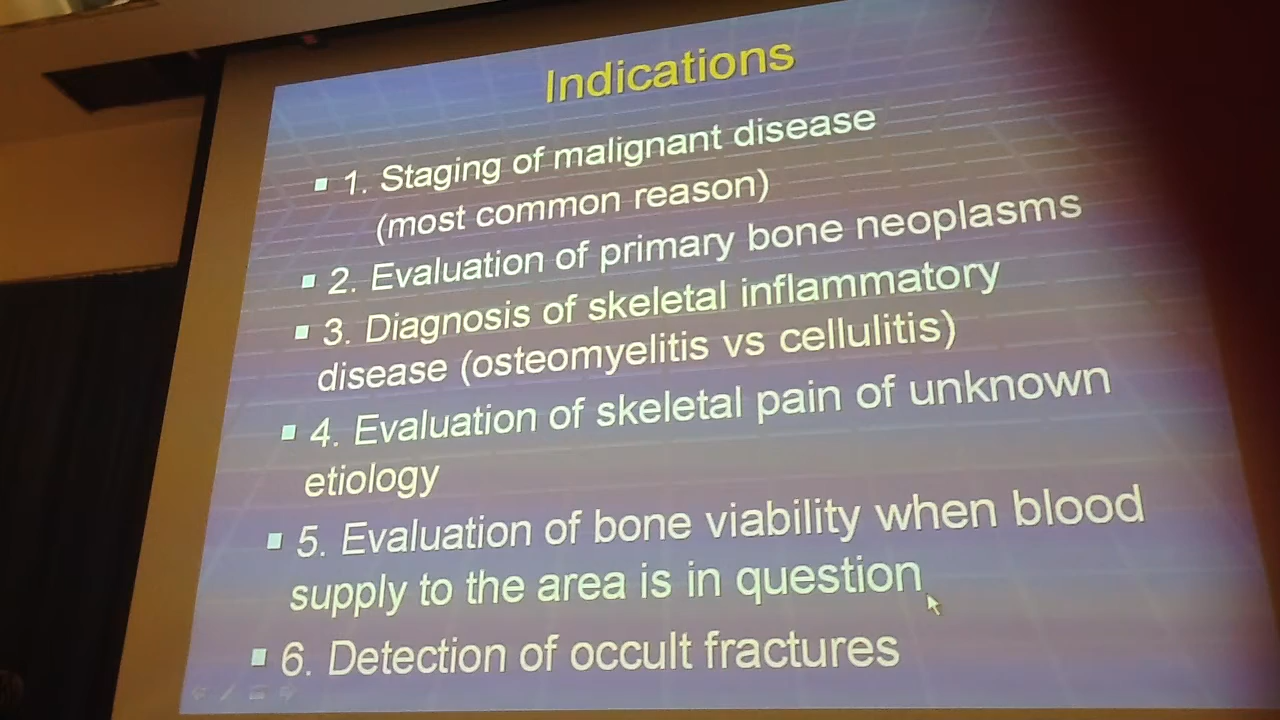 Indications
▪ 1. Staging of malignant disease
(most common reason)
▪ 2. Evaluation of primary bone neoplasms
▪ 3. Diagnosis of skeletal inflammatory
disease (osteomyelitis vs cellulitis)
▪ 4. Evaluation of skeletal pain of unknown
etiology
▪ 5. Evaluation of bone viability when blood
supply to the area is in question
▪ 6. Detection of occult fractures